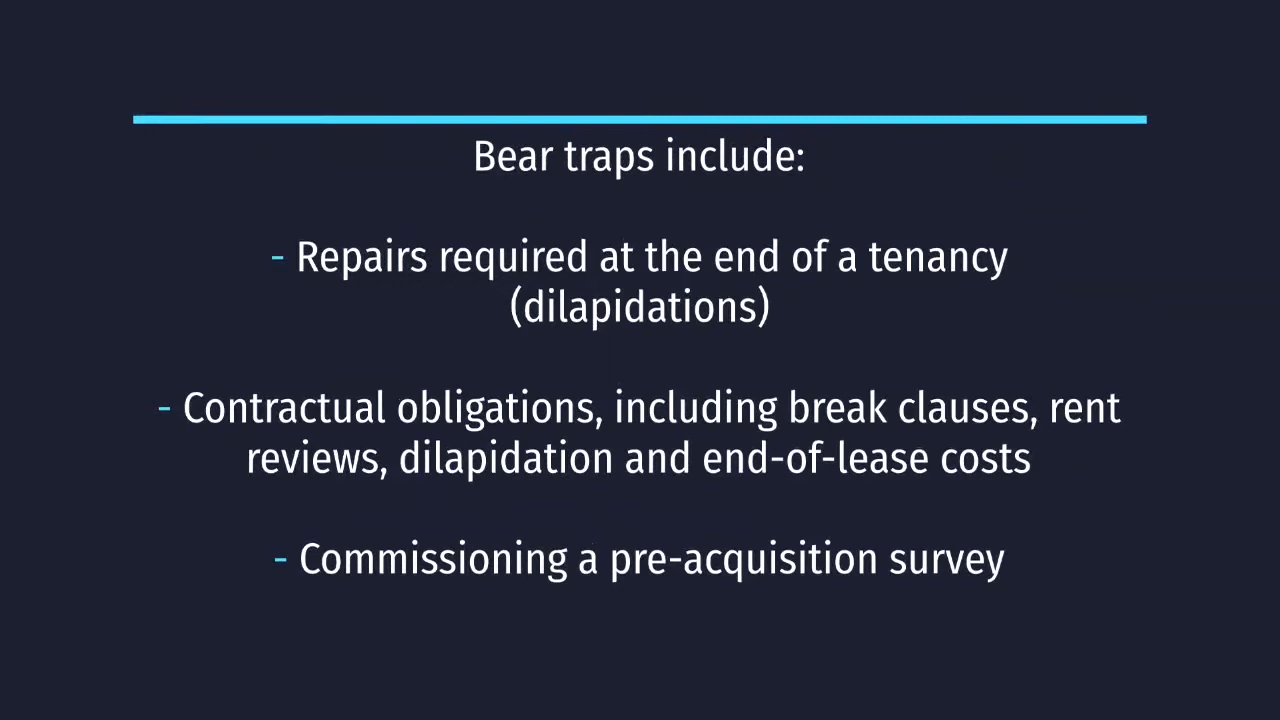 Bear traps include:
- Repairs required at the end of a tenancy
(dilapidations)
- Contractual obligations, including break clauses, rent
reviews, dilapidation and end-of-lease costs
- Commissioning a pre-acquisition survey